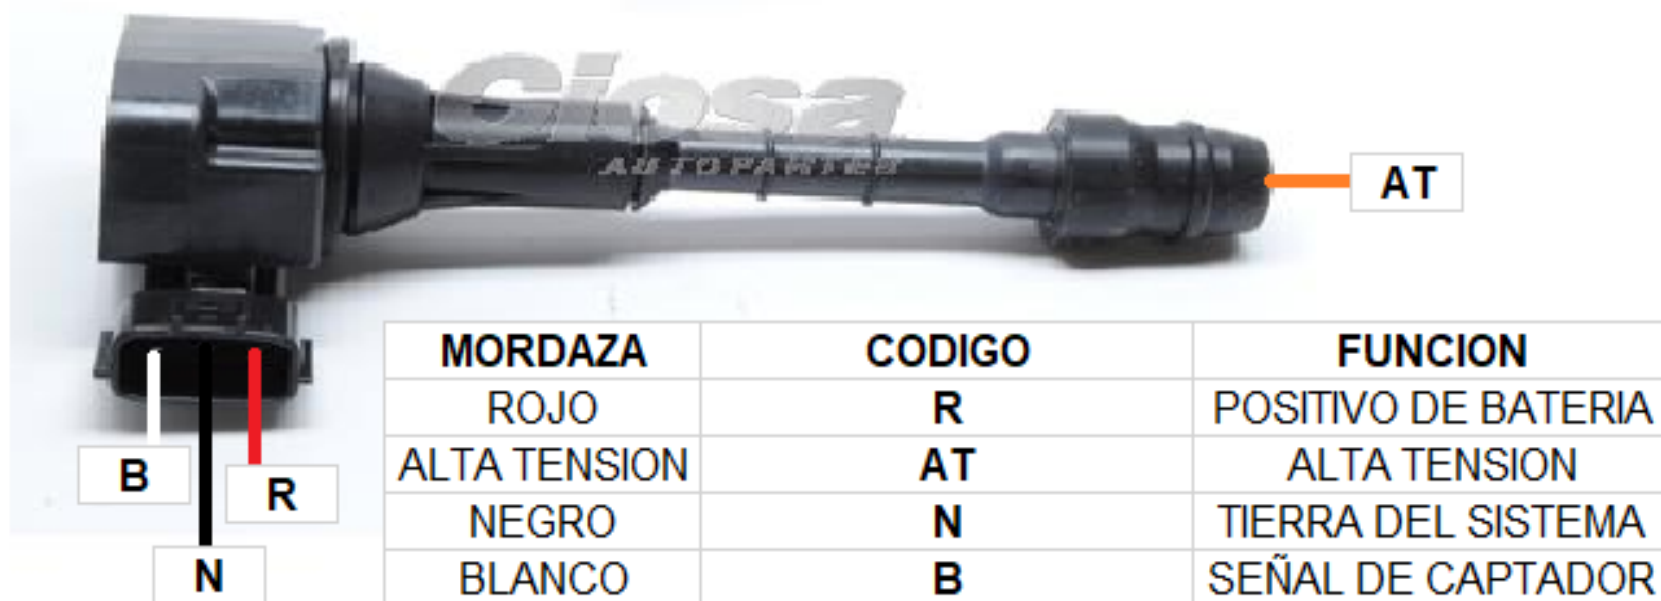 Ciosa
AUTOPARTES
AT
B
R
N
MORDAZA CODIGO FUNCION
ROJO R POSITIVO DE BATERIA
ALTA TENSION AT ALTA TENSION
NEGRO N TIERRA DEL SISTEMA
BLANCO B SEÑAL DE CAPTADOR